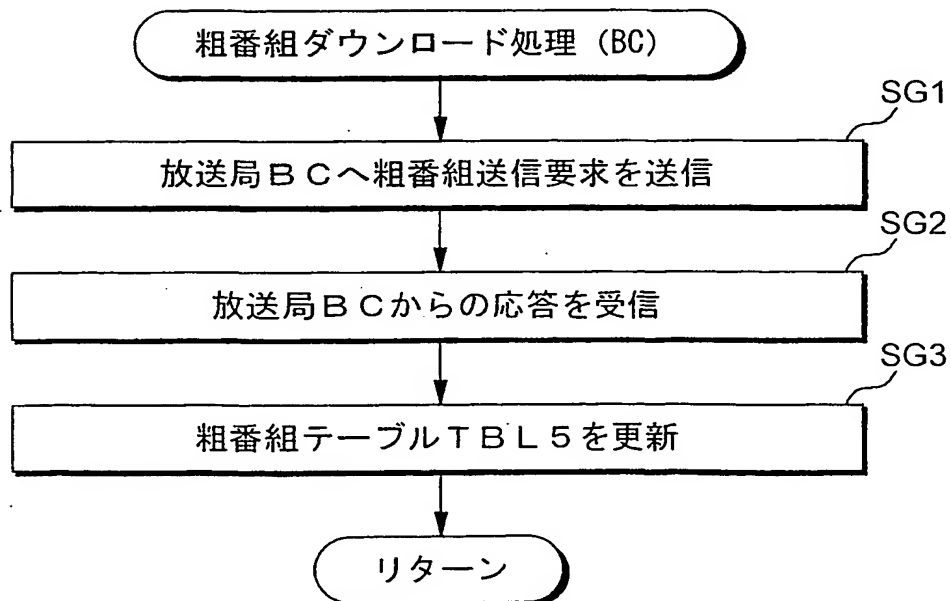 粗番組ダウンロード処理(BC)
SG1
放送局BCへ粗番組送信要求を送信
SG2
放送局BCからの応答を受信
SG3
粗番組テーブルTBL5を更新
リターン